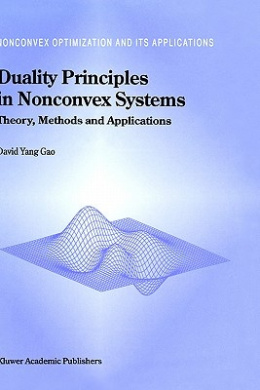 NONCONVEX OPTIMIZATION AND ITS APPLICATIONS
Duality Principles
in Nonconvex Systems
Theory, Methods and Applications
David Yang Gao
Kluwer Academic Publishers